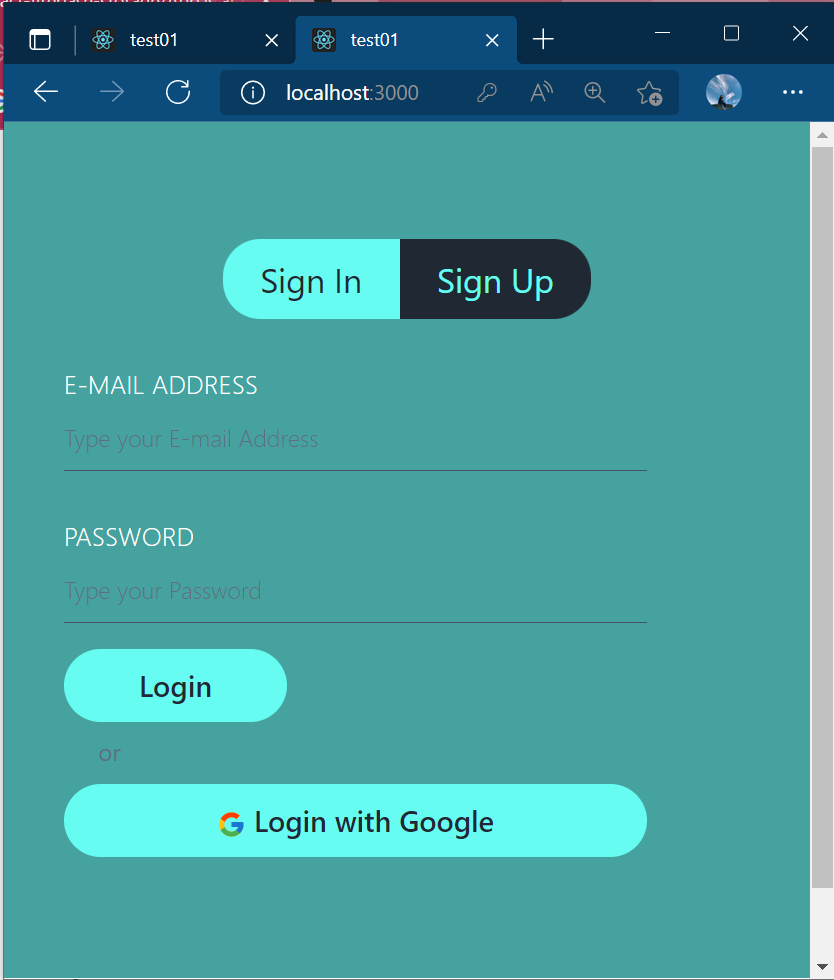 test01
test01
localhost:3000
Sign In
Sign Up
E-MAIL ADDRESS
Type your E-mail Address
PASSWORD
Type your Password
Login
or
Login with Google